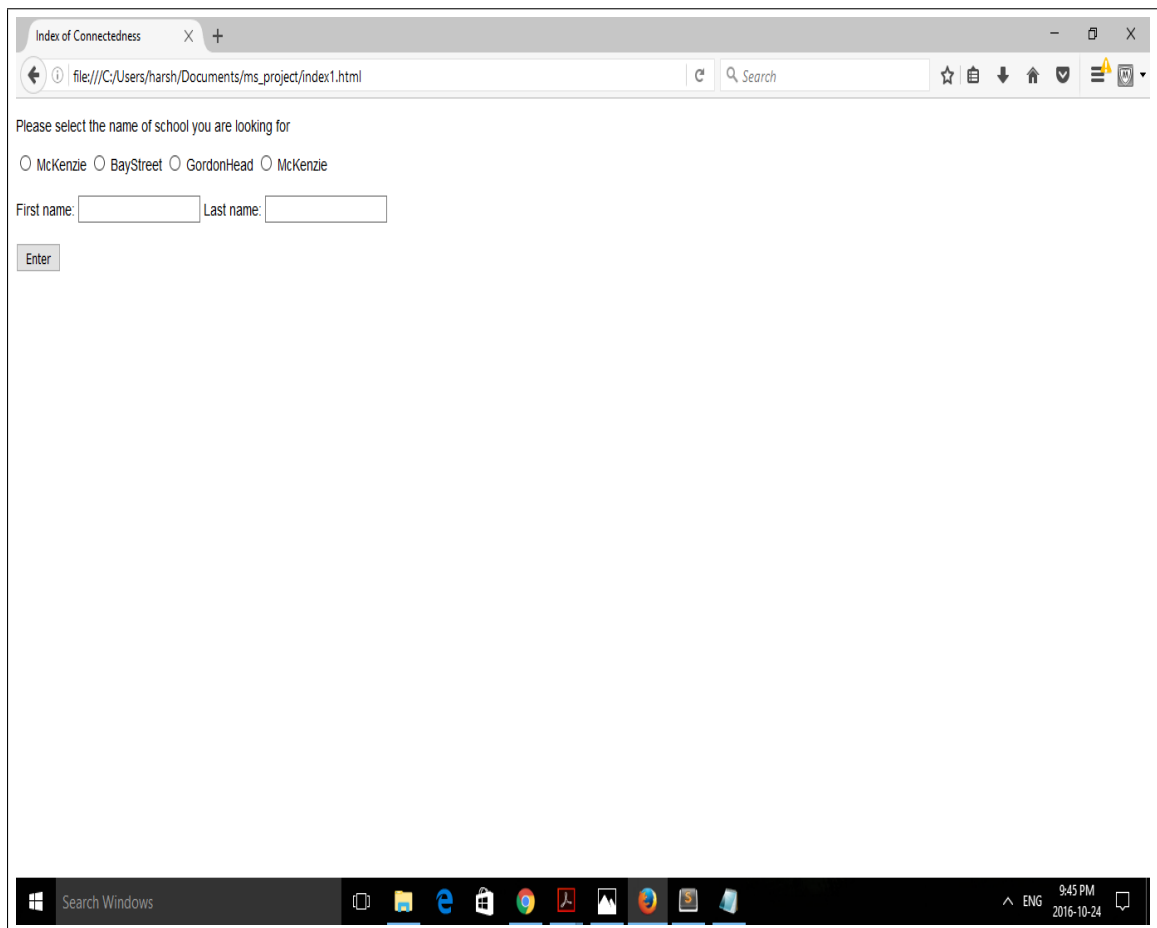 Index of Connectedness
file:///C:/Users/harsh/Documents/ms_project/index1.html
Search
Please select the name of school you are looking for
McKenzie BayStreet GordonHead McKenzie
First name: Last name:
Enter
Search Windows
ENG
9:45 PM
2016-10-24